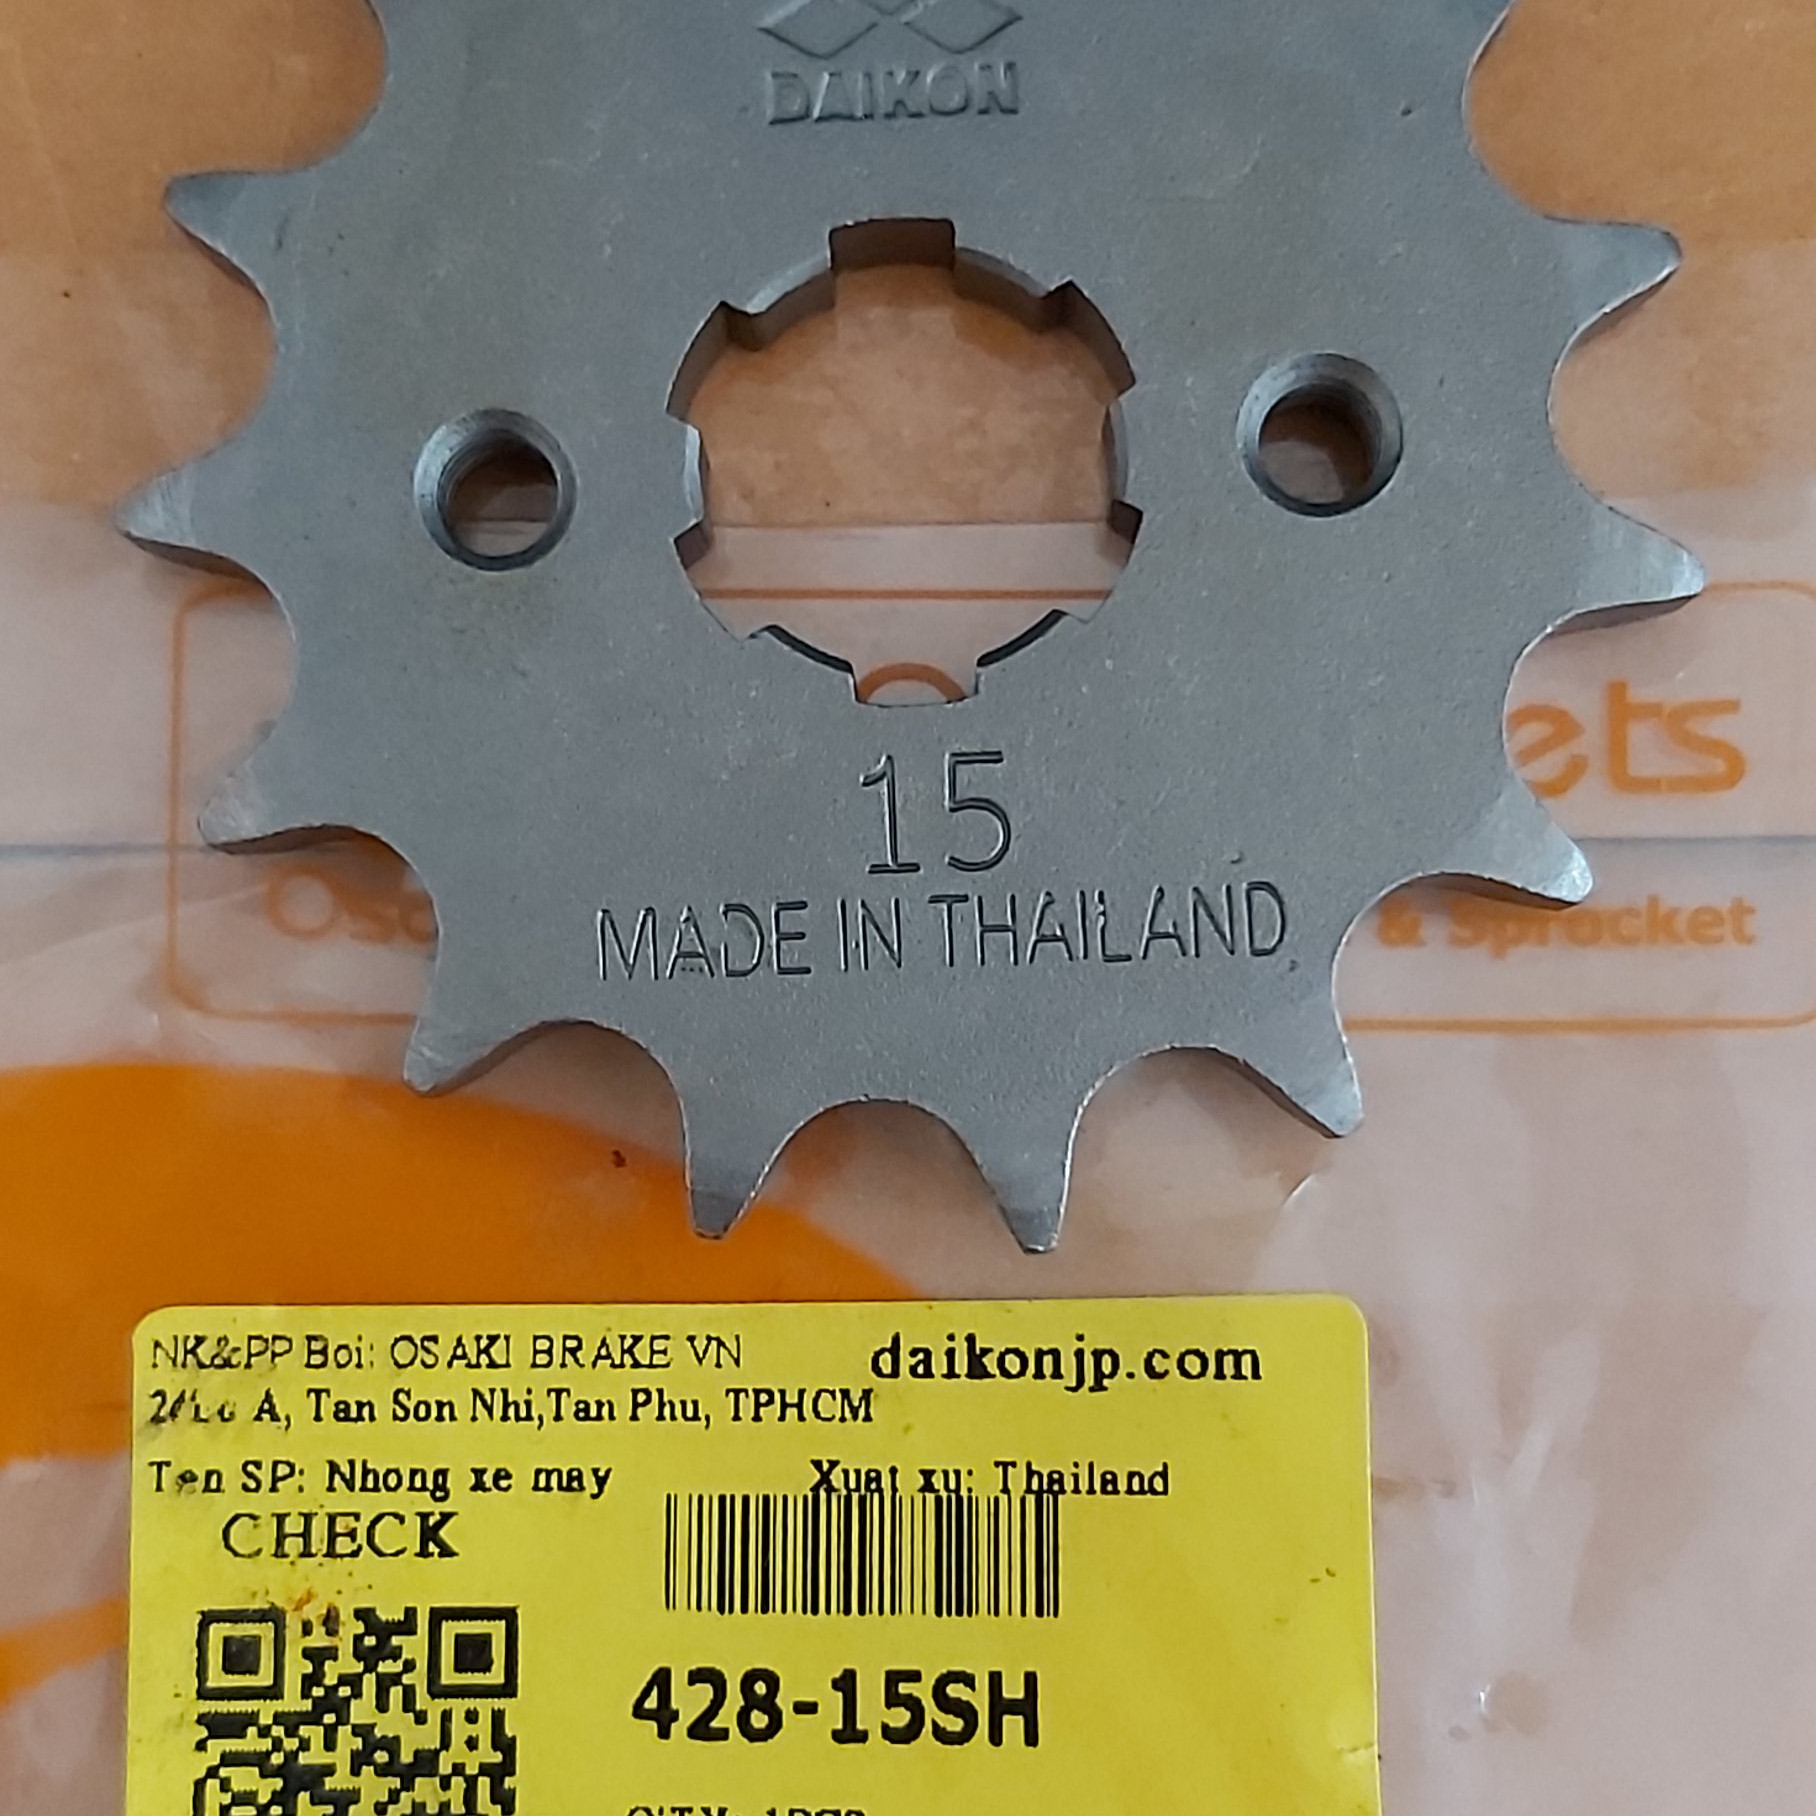 DAIKON
15
MADE IN THAILAND
ets
& Sprocket
NK&PP Boi: OSAKI BRAKE VN
daikonjp.com
A, Tan Son Nhi,Tan Phu, TPHCM
Ten SP: Nhong xe may
Xuat xu: Thailand
CHECK
428-15SH